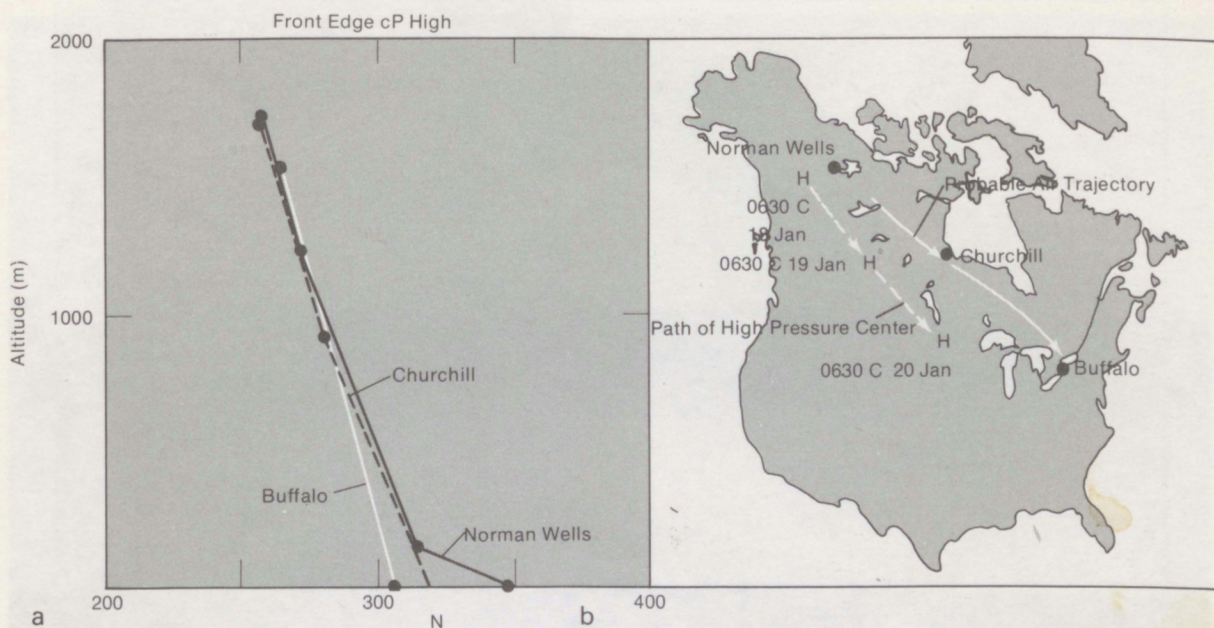 Front Edge cP High
2000
1000
Altitude (m)
Churchill
Buffalo
Norman Wells
200
300
400
N
a
b
Norman Wells
H
0630 C
18 Jan
0630 C 19 Jan
H
Probable Air Trajectory
Churchill
Path of High Pressure Center
H
0630 C 20 Jan
Buffalo